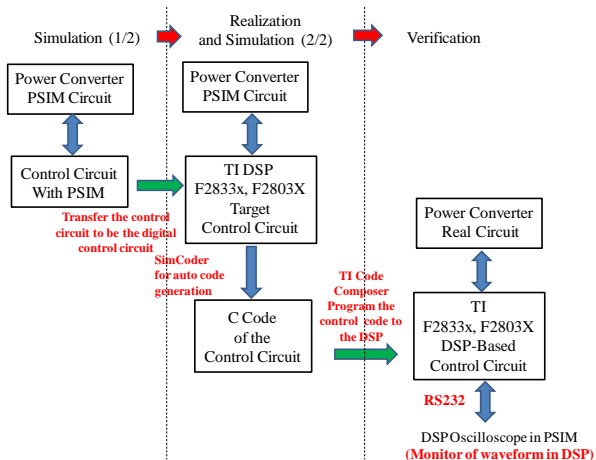 Simulation (1/2)
Realization
and Simulation (2/2)
Verification
Power Converter
PSIM Circuit
Control Circuit
With PSIM
Transfer the control
circuit to be the digital
control circuit
Power Converter
PSIM Circuit
TI DSP
F2833x, F2803X
Target
Control Circuit
SimCoder
for auto code
generation
C Code
of the
Control Circuit
TI Code
Composer
Program the
control code to
the DSP
Power Converter
Real Circuit
TI
F2833x, F2803X
DSP-Based
Control Circuit
RS232
DSP Oscilloscope in PSIM
(Monitor of waveform in DSP)